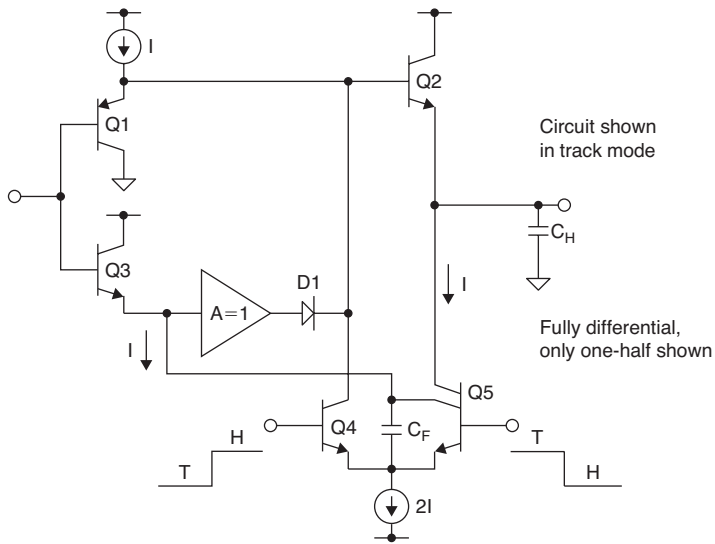 I
Q1
Q2
Circuit shown
in track mode
Q3
C_H
D1
A=1
I
I
Fully differential,
only one-half shown
Q5
Q4
C_F
H
T
T
H
2I